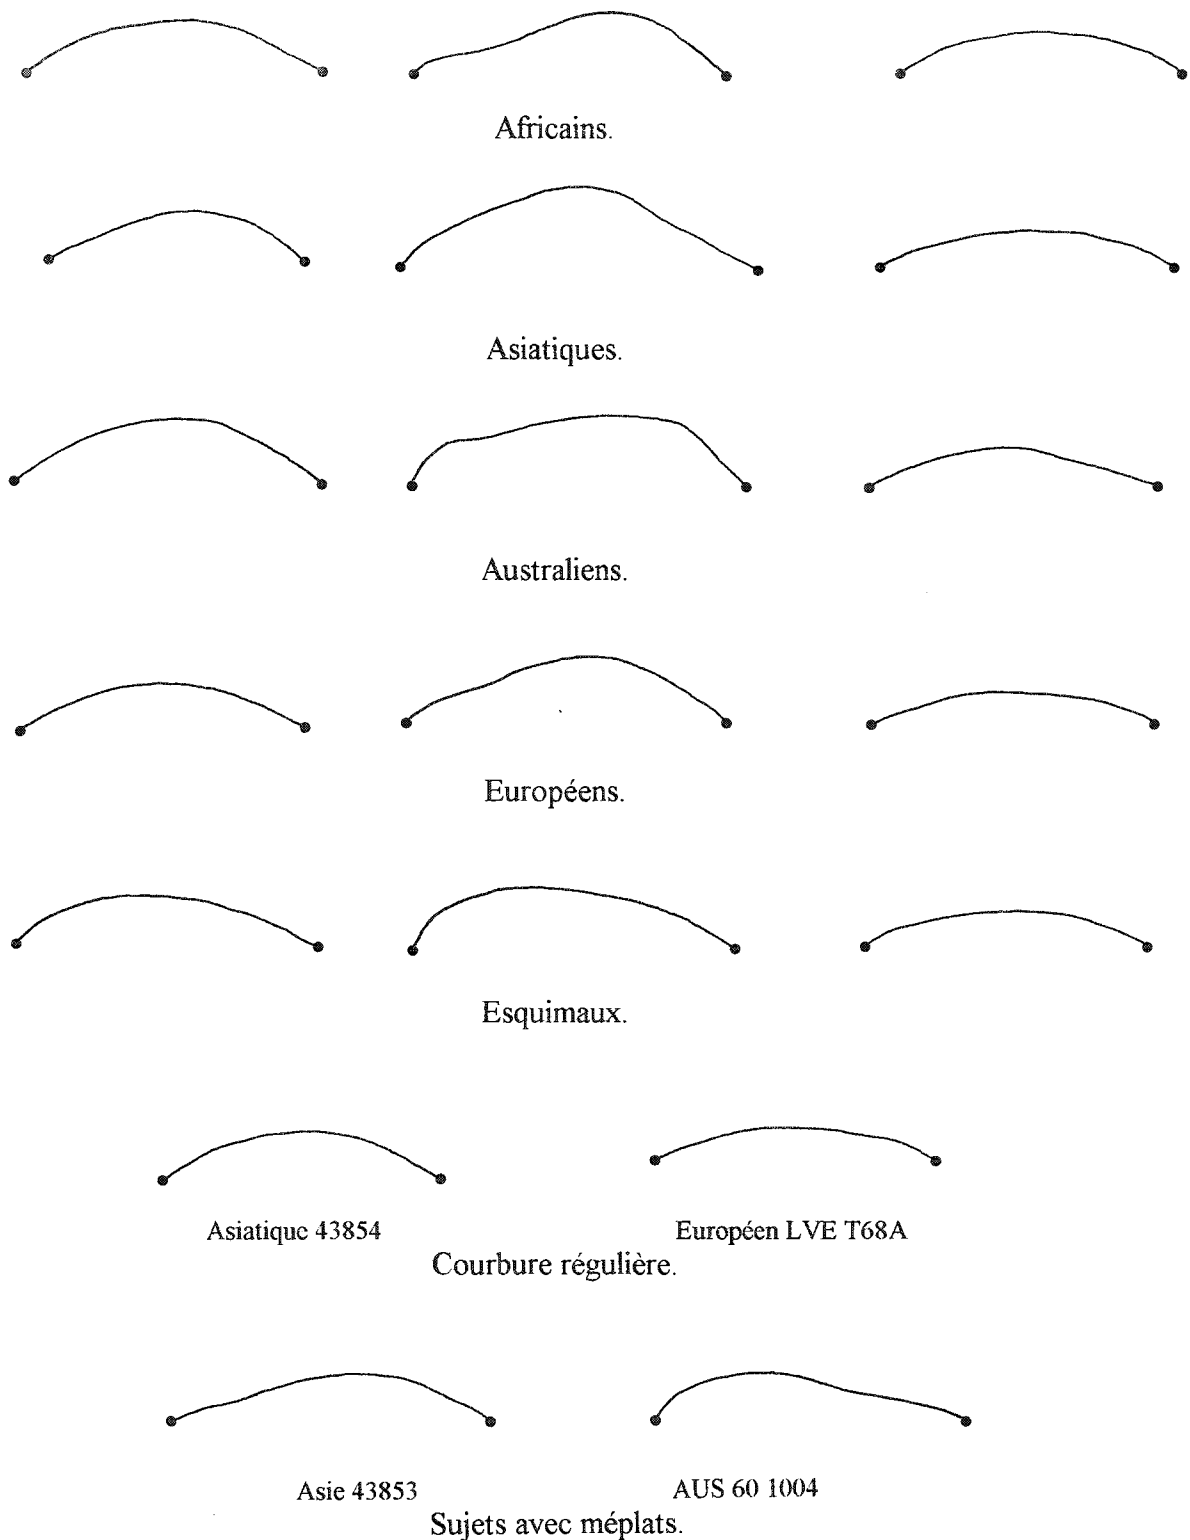 Africains.
Asiatiques.
Australiens.
Européens.
Esquimaux.
Asiatique 43854 Européen LVE T68A
Courbure régulière.
Asie 43853 AUS 60 1004
Sujets avec méplats.